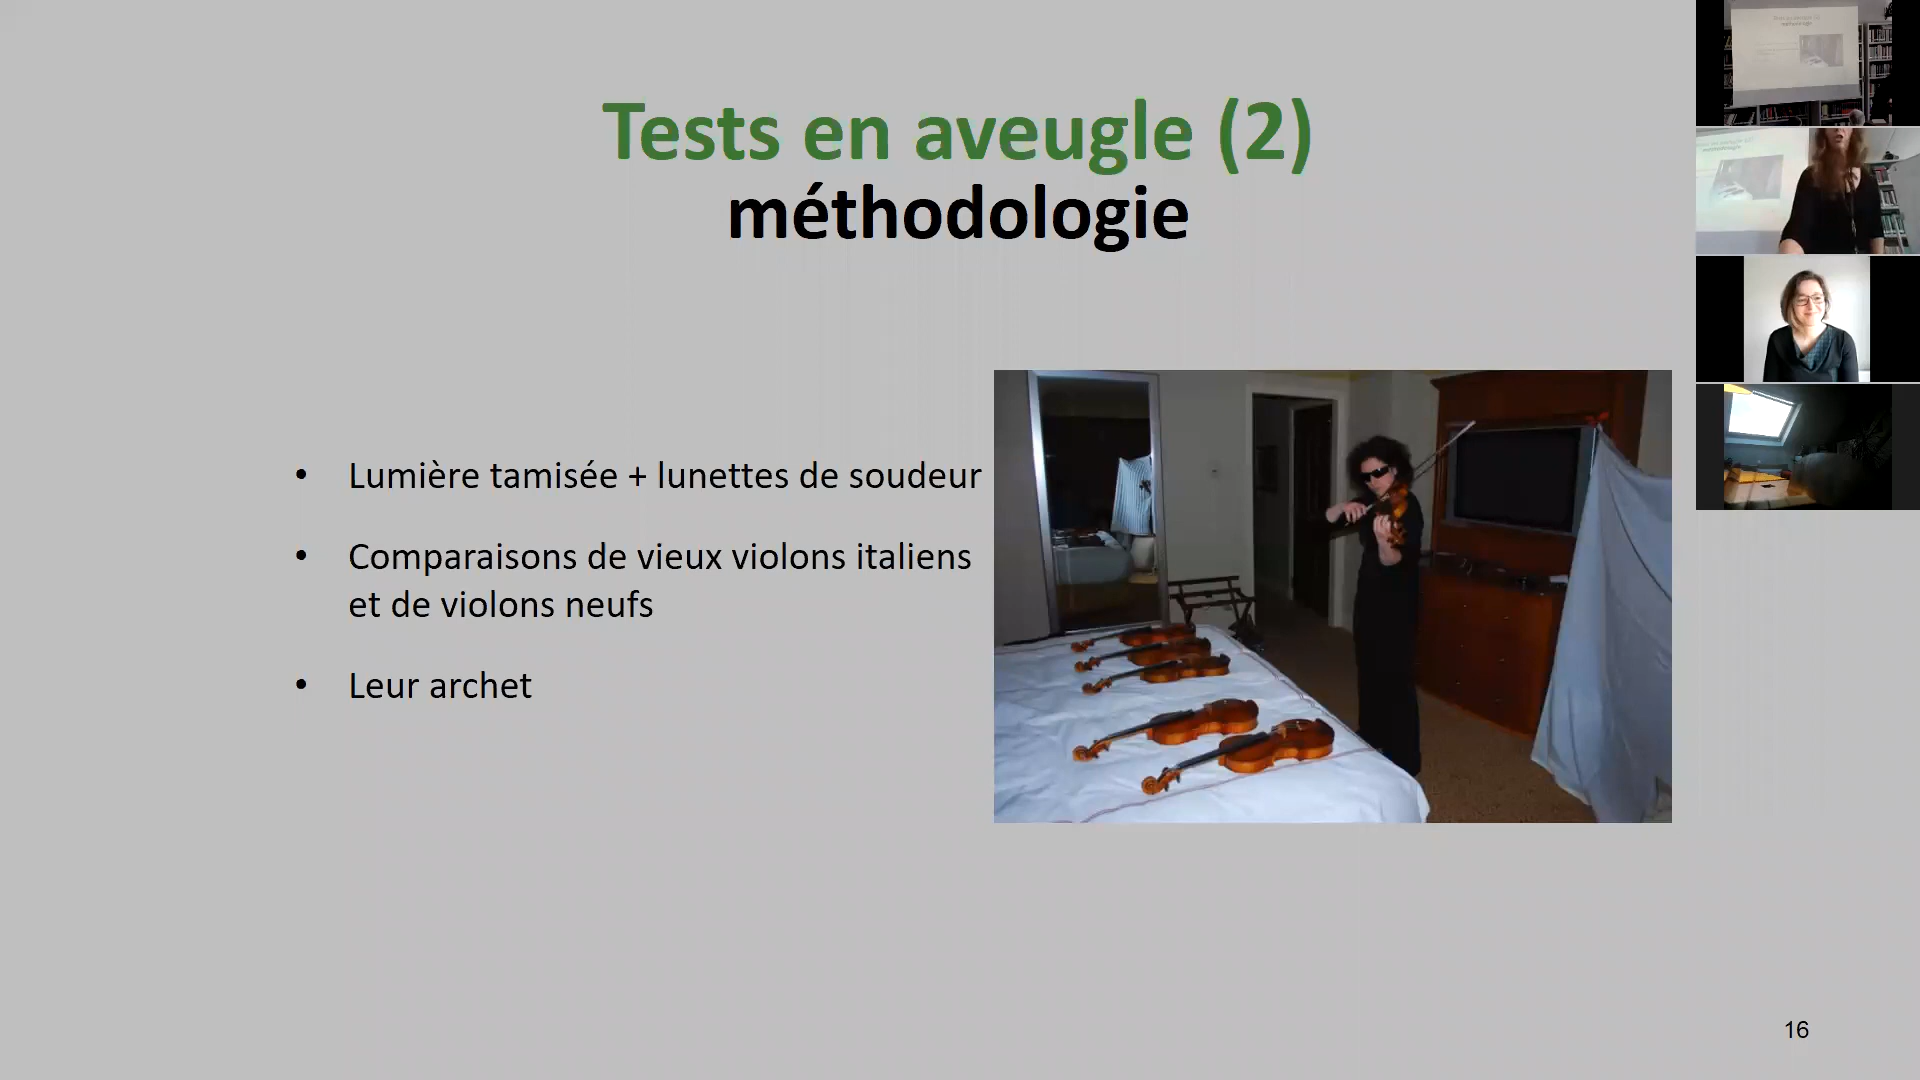 Tests en aveugle (2)
méthodologie
• Lumière tamisée + lunettes de soudeur
• Comparaisons de vieux violons italiens
et de violons neufs
• Leur archet
16